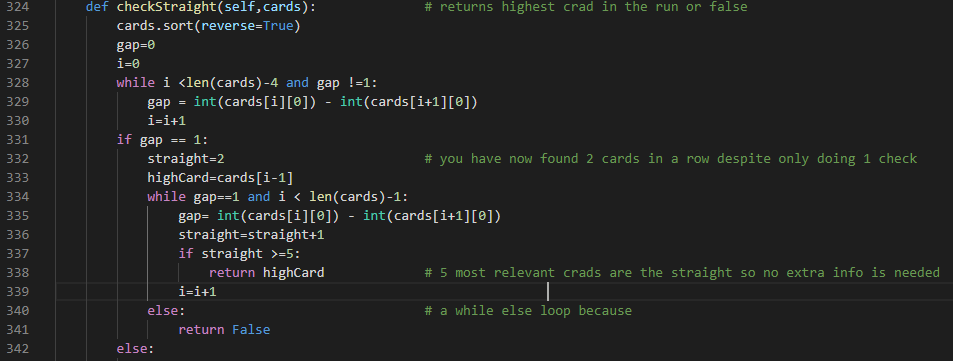 324 def checkStraight(self,cards): # returns highest crad in the run or false
325 cards.sort(reverse=True)
326 gap=0
327 i=0
328 while i <len(cards)-4 and gap !=1:
329 gap = int(cards[i][0]) - int(cards[i+1][0])
330 i=i+1
331 if gap == 1:
332 straight=2 # you have now found 2 cards in a row despite only doing 1 check
333 highCard=cards[i-1]
334 while gap==1 and i < len(cards)-1:
335 gap= int(cards[i][0]) - int(cards[i+1][0])
336 straight=straight+1
337 if straight >=5:
338 return highCard # 5 most relevant crads are the straight so no extra info is needed
339 i=i+1
340 else: # a while else loop because
341 return False
342 else: